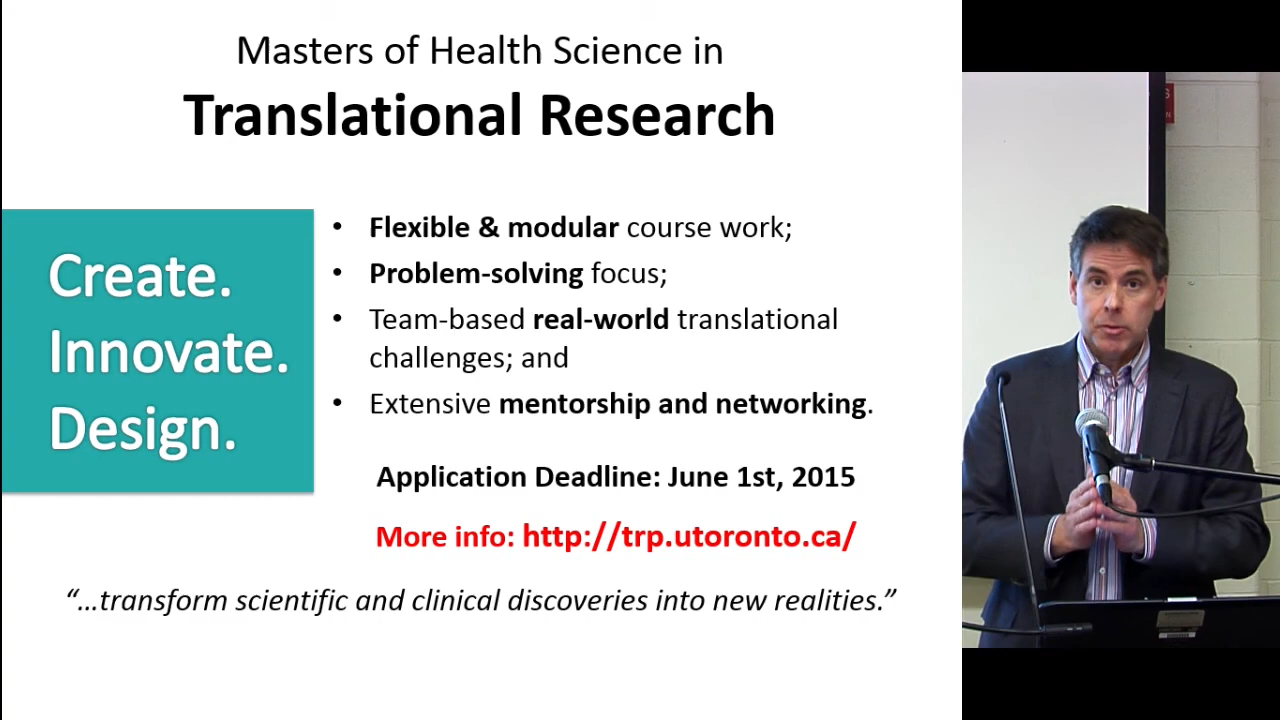 Masters of Health Science in
Translational Research
Create.
Innovate.
Design.
• Flexible & modular course work;
• Problem-solving focus;
• Team-based real-world translational
challenges; and
• Extensive mentorship and networking.
Application Deadline: June 1st, 2015
More info: http://trp.utoronto.ca/
“…transform scientific and clinical discoveries into new realities.”